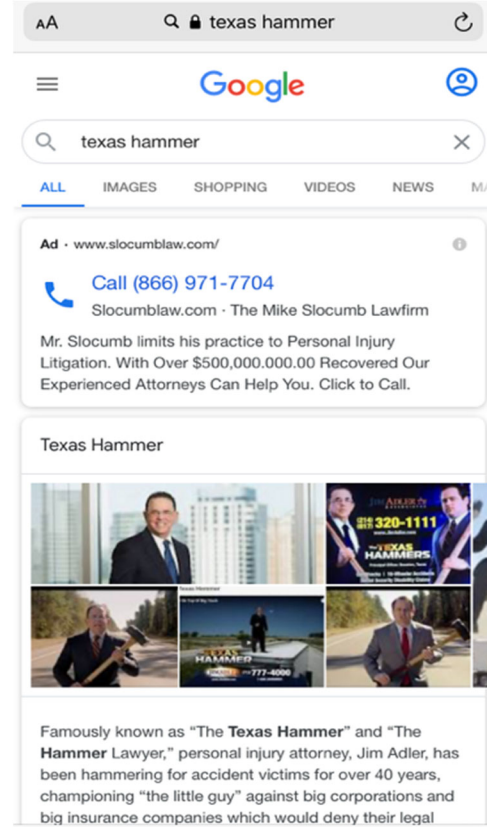 AA texas hammer
Google
texas hammer
ALL IMAGES SHOPPING VIDEOS NEWS
Ad · www.slocumblaw.com/
Call (866) 971-7704
Slocumblaw.com · The Mike Slocumb Lawfirm
Mr. Slocumb limits his practice to Personal Injury
Litigation. With Over $500,000.000.00 Recovered Our
Experienced Attorneys Can Help You. Click to Call.
Texas Hammer
JIM ADLER
320-1111
The TEXAS
HAMMERS
TEXAS
HAMMER
777-4000
Famously known as “The Texas Hammer” and “The
Hammer Lawyer,” personal injury attorney, Jim Adler, has
been hammering for accident victims for over 40 years,
championing “the little guy” against big corporations and
big insurance companies which would deny their legal